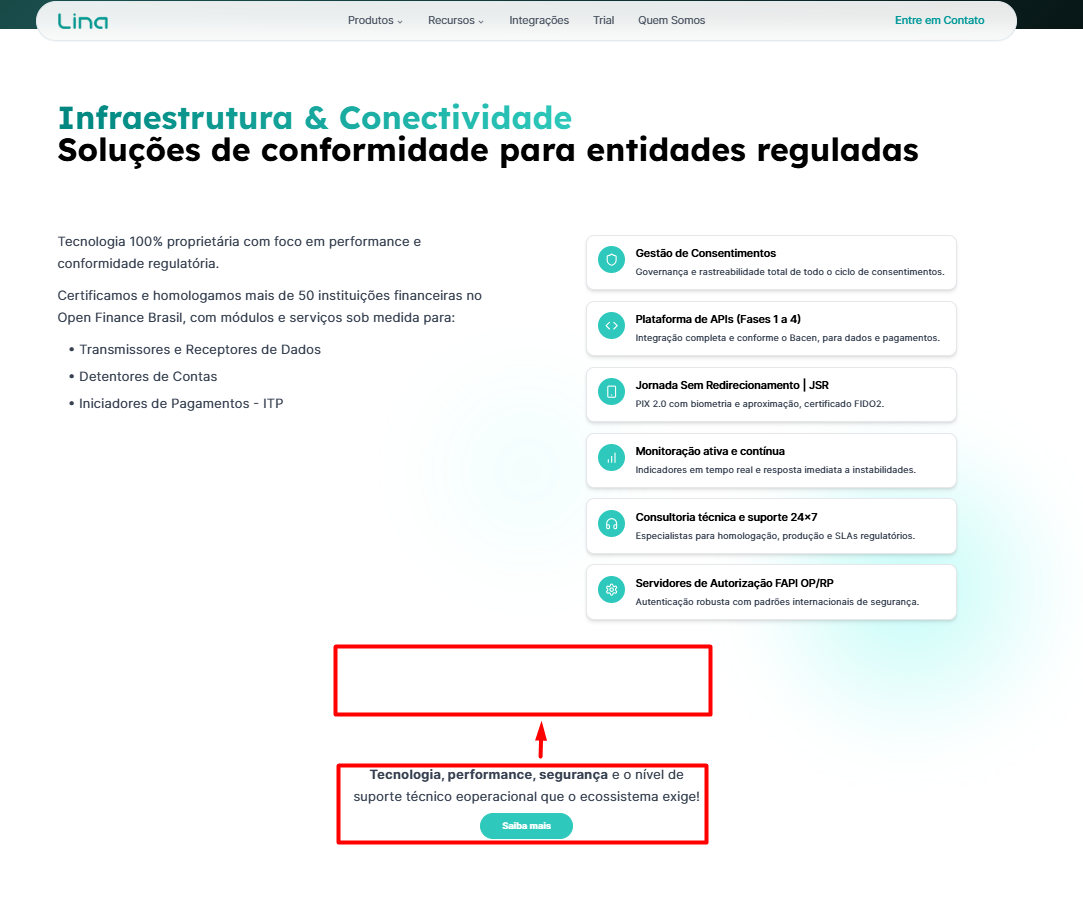 Lina
Produtos
Recursos
Integrações
Trial
Quem Somos
Entre em Contato
Infraestrutura & Conectividade
Soluções de conformidade para entidades reguladas
Tecnologia 100% proprietária com foco em performance e
conformidade regulatória.
Certificamos e homologamos mais de 50 instituições financeiras no
Open Finance Brasil, com módulos e serviços sob medida para:
• Transmissores e Receptores de Dados
• Detentores de Contas
• Iniciadores de Pagamentos - ITP
Gestão de Consentimentos
Governança e rastreabilidade total de todo o ciclo de consentimentos.
Plataforma de APIs (Fases 1 a 4)
Integração completa e conforme o Bacen, para dados e pagamentos.
Jornada Sem Redirecionamento | JSR
PIX 2.0 com biometria e aproximação, certificado FIDO2.
Monitoração ativa e contínua
Indicadores em tempo real e resposta imediata a instabilidades.
Consultoria técnica e suporte 24×7
Especialistas para homologação, produção e SLAs regulatórios.
Servidores de Autorização FAPI OP/RP
Autenticação robusta com padrões internacionais de segurança.
Tecnologia, performance, segurança e o nível de
suporte técnico eoperacional que o ecossistema exige!
Saiba mais